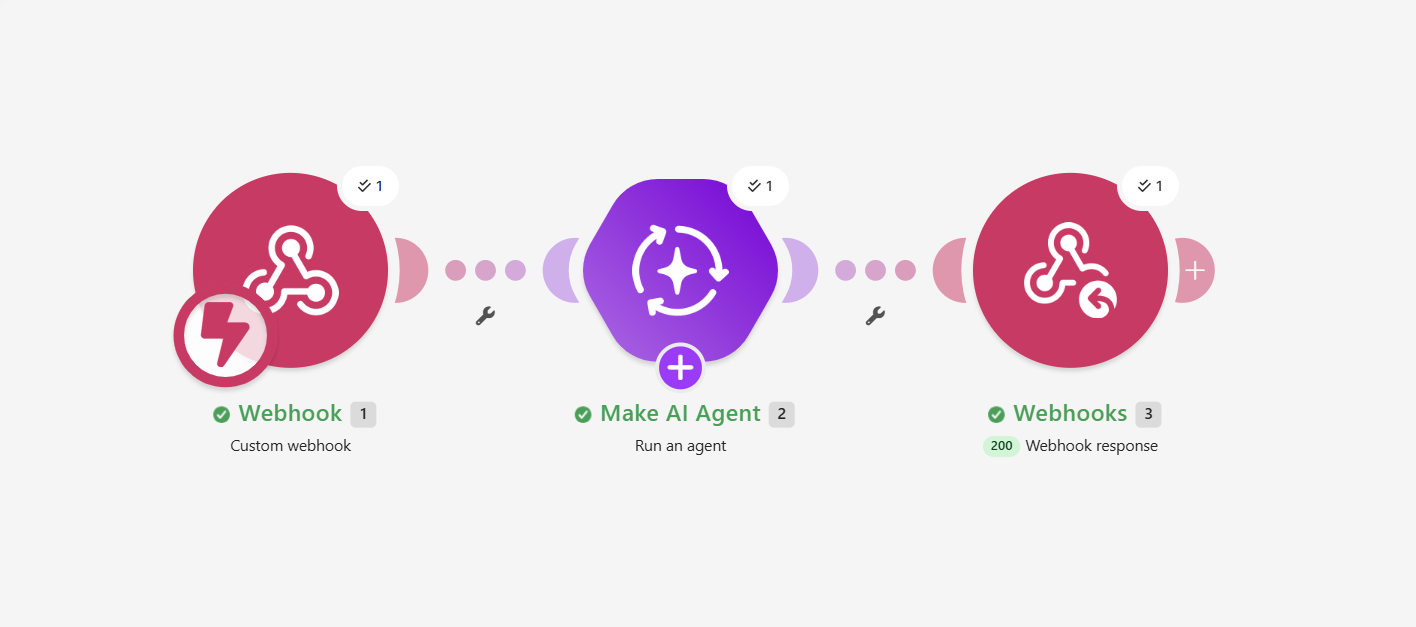 1
1
1
Webhook 1
Custom webhook
Make AI Agent 2
Run an agent
Webhooks 3
200 Webhook response